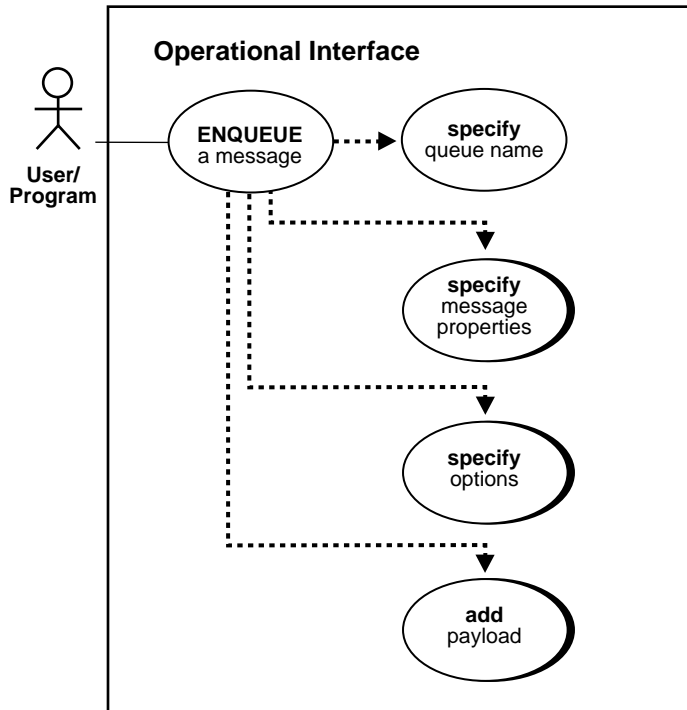 Operational Interface
User/
Program
ENQUEUE
a message
specify
queue name
specify
message
properties
specify
options
add
payload